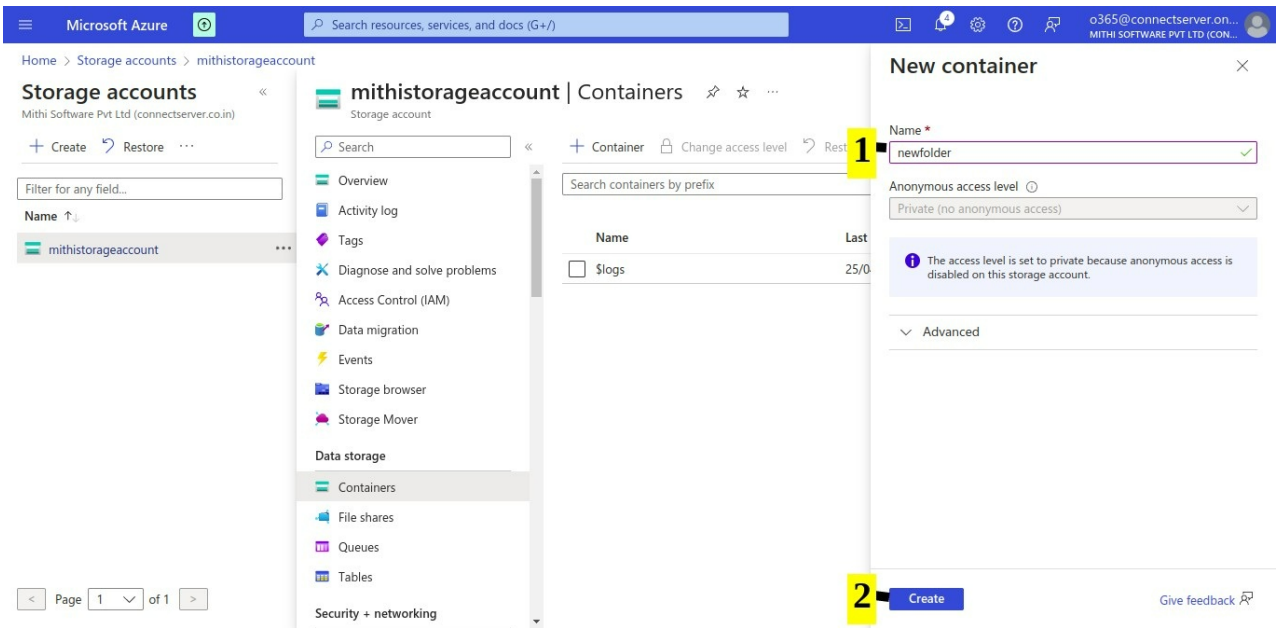 Microsoft Azure
Search resources, services, and docs (G+/)
4
o365@connectserver.on...
MITHI SOFTWARE PVT LTD (CON...
Home > Storage accounts > mithistorageaccount
Storage accounts
«
Mithi Software Pvt Ltd (connectserver.co.in)
+ Create
Restore
...
Filter for any field...
Name ↑↓
mithistorageaccount
...
< Page 1 of 1 >
mithistorageaccount | Containers
...
Storage account
Search
«
Overview
Activity log
Tags
Diagnose and solve problems
Access Control (IAM)
Data migration
Events
Storage browser
Storage Mover
Data storage
Containers
File shares
Queues
Tables
Security + networking
+ Container
Change access level
Rest
Search containers by prefix
Name
Last
$logs
25/0
New container
Name *
1
newfolder
Anonymous access level
Private (no anonymous access)
The access level is set to private because anonymous access is
disabled on this storage account.
Advanced
2
Create
Give feedback